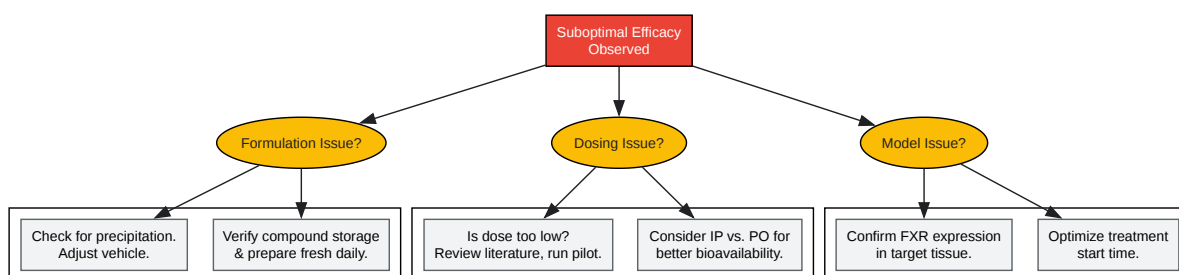 Suboptimal Efficacy
Observed
Formulation Issue?
Dosing Issue?
Model Issue?
Check for precipitation.
Adjust vehicle.
Verify compound storage
& prepare fresh daily.
Is dose too low?
Review literature, run pilot.
Consider IP vs. PO for
better bioavailability.
Confirm FXR expression
in target tissue.
Optimize treatment
start time.